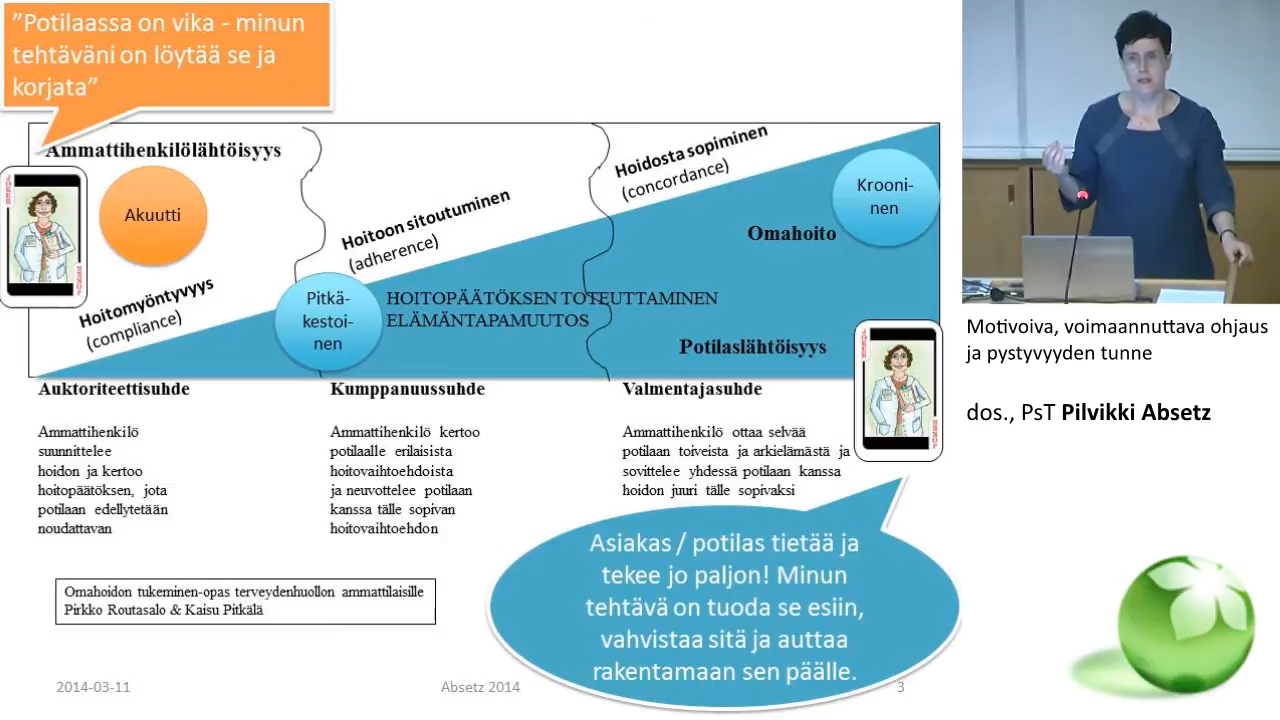 ”Potilaassa on vika - minun
tehtäväni on löytää se ja
korjata”
Ammattihenkilölähtöisyys
JOKER
JOKER
Akuutti
Hoitomyöntyvyys
(compliance)
Pitkä-
kestoi-
nen
Hoitoon sitoutuminen
(adherence)
HOITOPÄÄTÖKSEN TOTEUTTAMINEN
ELÄMÄNTAPAMUUTOS
Hoidosta sopiminen
(concordance)
Omahoito
Krooni-
nen
Potilaslähtöisyys
JOKER
JOKER
Auktoriteettisuhde
Ammattihenkilö
suunnittelee
hoidon ja kertoo
hoitopäätöksen, jota
potilaan edellytetään
noudattavan
Kumppanuussuhde
Ammattihenkilö kertoo
potilaalle erilaisista
hoitovaihtoehdoista
ja neuvottelee potilaan
kanssa tälle sopivan
hoitovaihtoehdon
Valmentajasuhde
Ammattihenkilö ottaa selvää
potilaan toiveista ja arkielämästä ja
sovittelee yhdessä potilaan kanssa
hoidon juuri tälle sopivaksi
Asiakas / potilas tietää ja
tekee jo paljon! Minun
tehtävä on tuoda se esiin,
vahvistaa sitä ja auttaa
rakentamaan sen päälle.
Omahoidon tukeminen-opas terveydenhuollon ammattilaisille
Pirkko Routasalo & Kaisu Pitkälä
2014-03-11
Absetz 2014
3
Motivoiva, voimaannuttava ohjaus
ja pystyvyyden tunne
dos., PsT Pilvikki Absetz